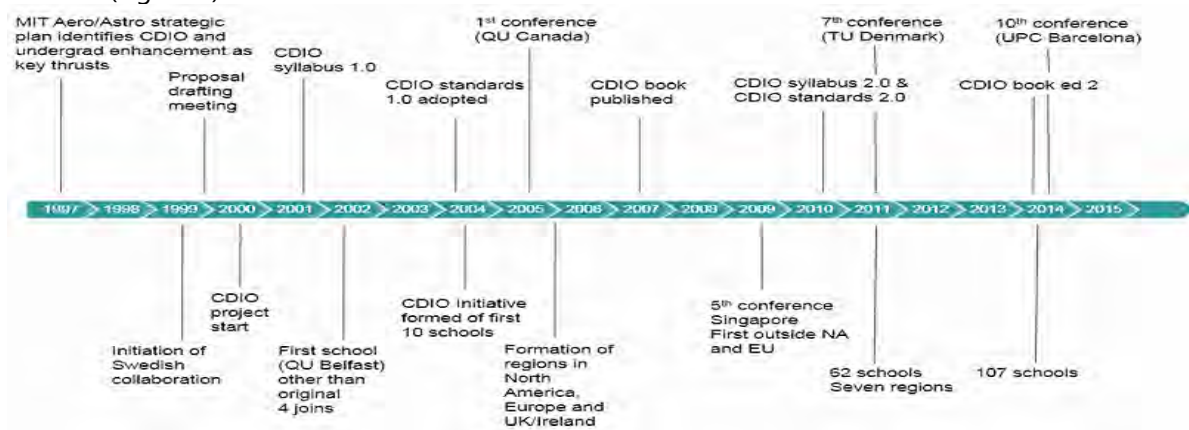 MIT Aero/Astro strategic
plan identifies CDIO and
undergrad enhancement as
key thrusts
Proposal
drafting
meeting
CDIO
syllabus 1.0
CDIO standards
1.0 adopted
1st conference
(QU Canada)
CDIO book
published
CDIO syllabus 2.0 &
CDIO standards 2.0
7th conference
(TU Denmark)
CDIO book ed 2
10th conference
(UPC Barcelona)
1997 1998 1999 2000 2001 2002 2003 2004 2005 2006 2007 2008 2009 2010 2011 2012 2013 2014 2015
Initiation of
Swedish
collaboration
CDIO
project
start
First school
(QU Belfast)
other than
original
4 joins
CDIO Initiative
formed of first
10 schools
Formation of
regions in
North
America,
Europe and
UK/Ireland
5th conference
Singapore
First outside NA
and EU
62 schools
Seven regions
107 schools